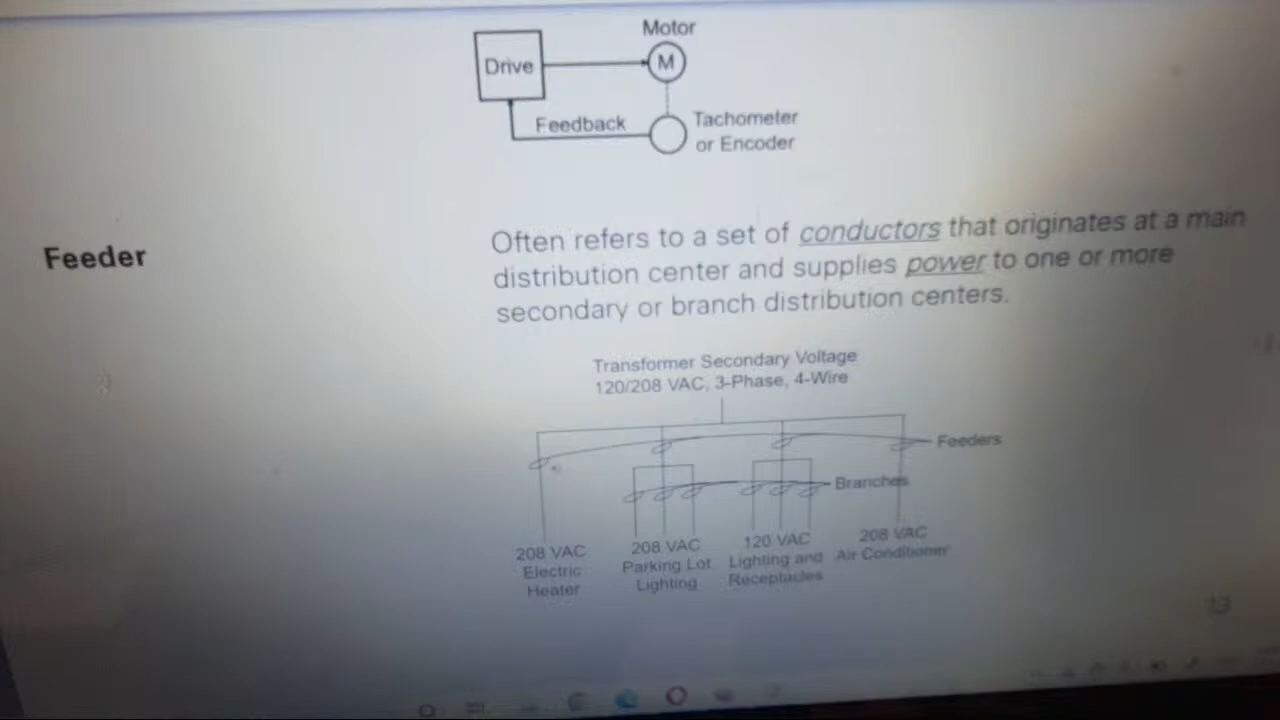 Motor
Drive
M
Feedback
Tachometer
or Encoder
Feeder
Often refers to a set of conductors that originates at a main
distribution center and supplies power to one or more
secondary or branch distribution centers.
Transformer Secondary Voltage
120/208 VAC, 3-Phase, 4-Wire
Feeders
Branches
208 VAC
Electric
Heater
208 VAC
Parking Lot
Lighting
120 VAC
Lighting and
Receptacles
208 VAC
Air Conditioner